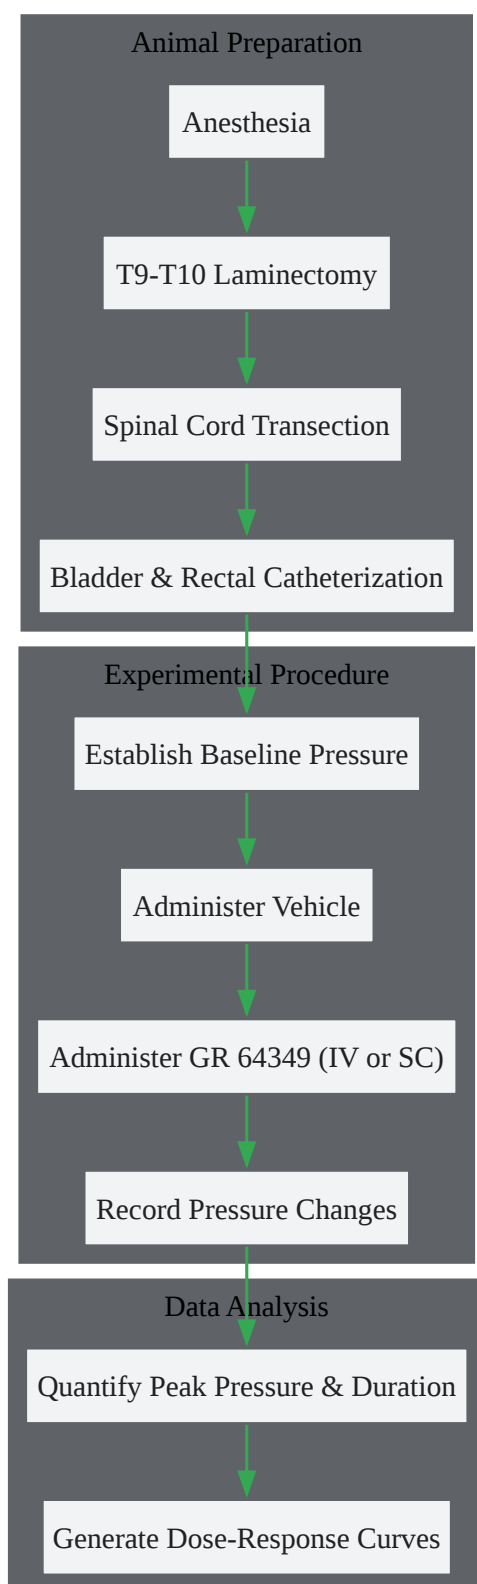 Animal Preparation
Anesthesia
T9-T10 Laminectomy
Spinal Cord Transection
Bladder & Rectal Catheterization
Experimental Procedure
Establish Baseline Pressure
Administer Vehicle
Administer GR 64349 (IV or SC)
Record Pressure Changes
Data Analysis
Quantify Peak Pressure & Duration
Generate Dose-Response Curves